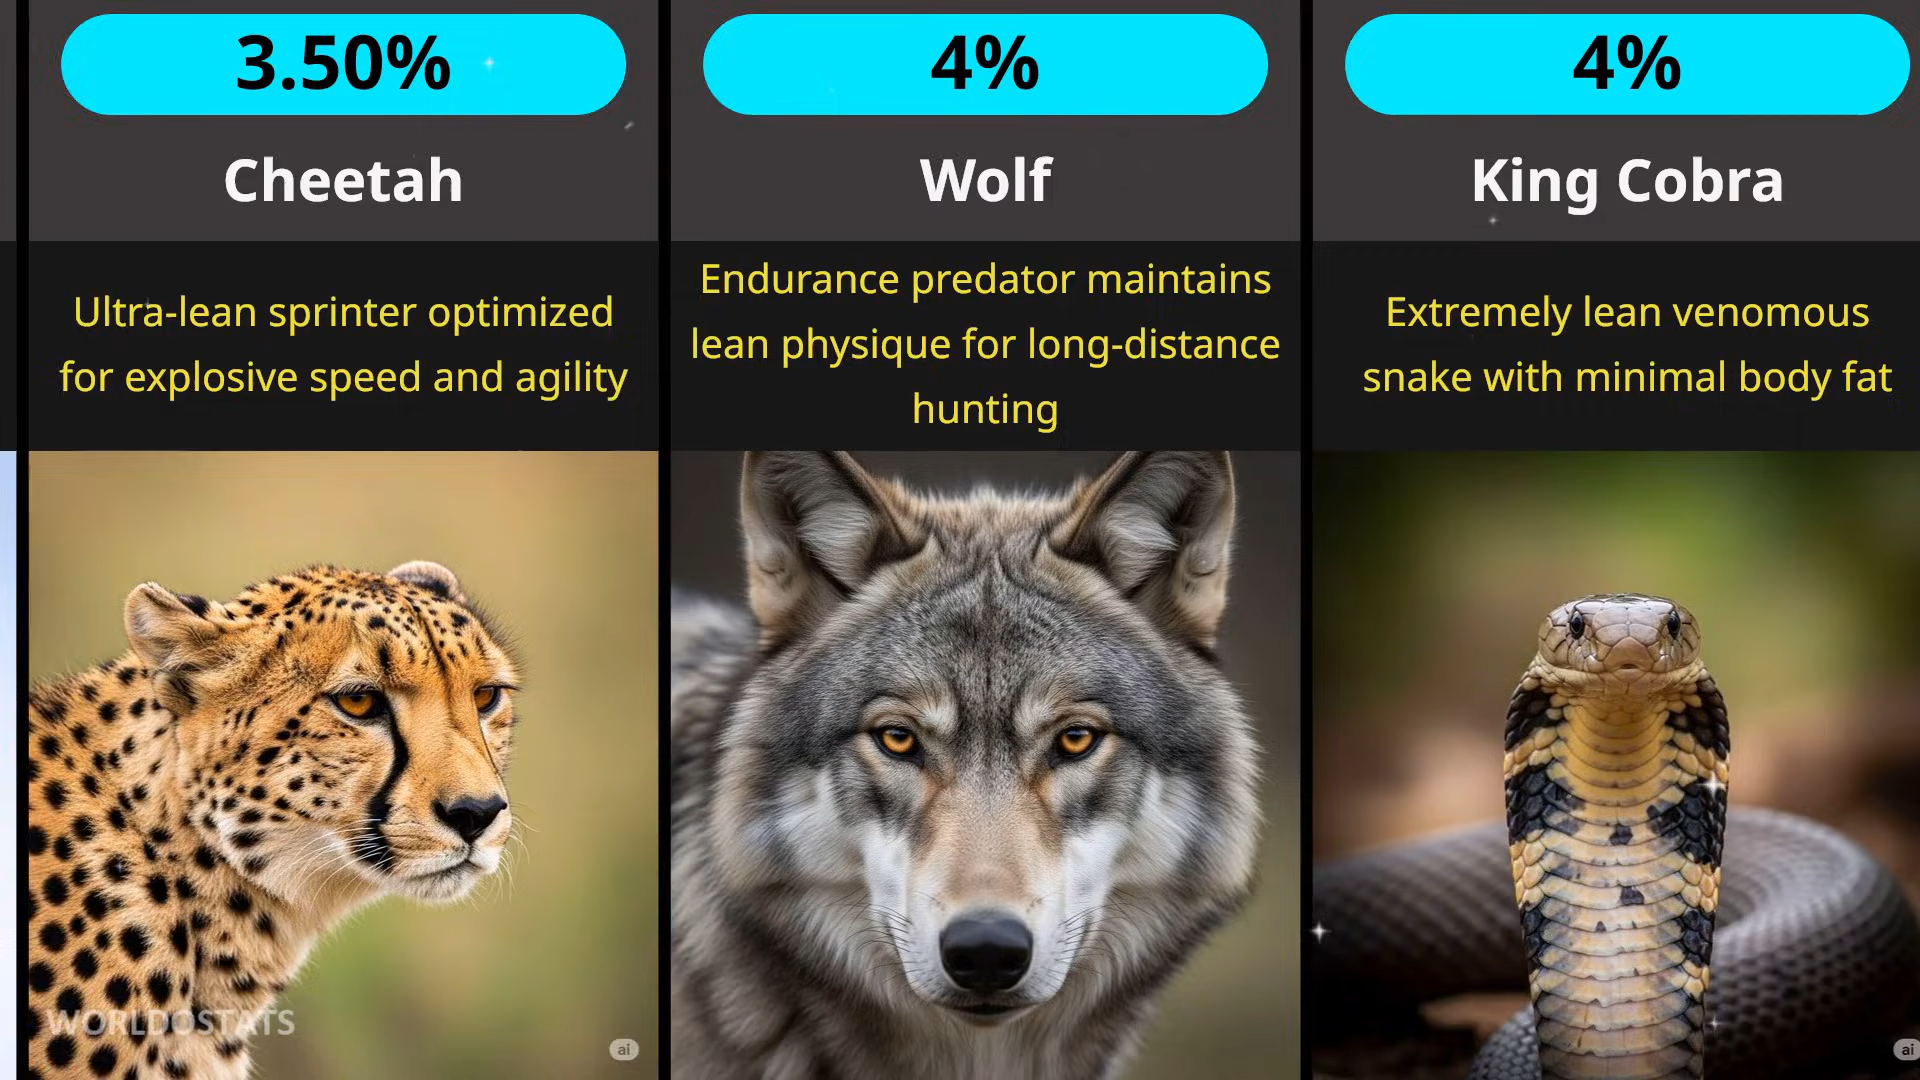 3.50%
Cheetah
Ultra-lean sprinter optimized
for explosive speed and agility
WORLDOSTATS
ai
4%
Wolf
Endurance predator maintains
lean physique for long-distance
hunting
4%
King Cobra
Extremely lean venomous
snake with minimal body fat
ai